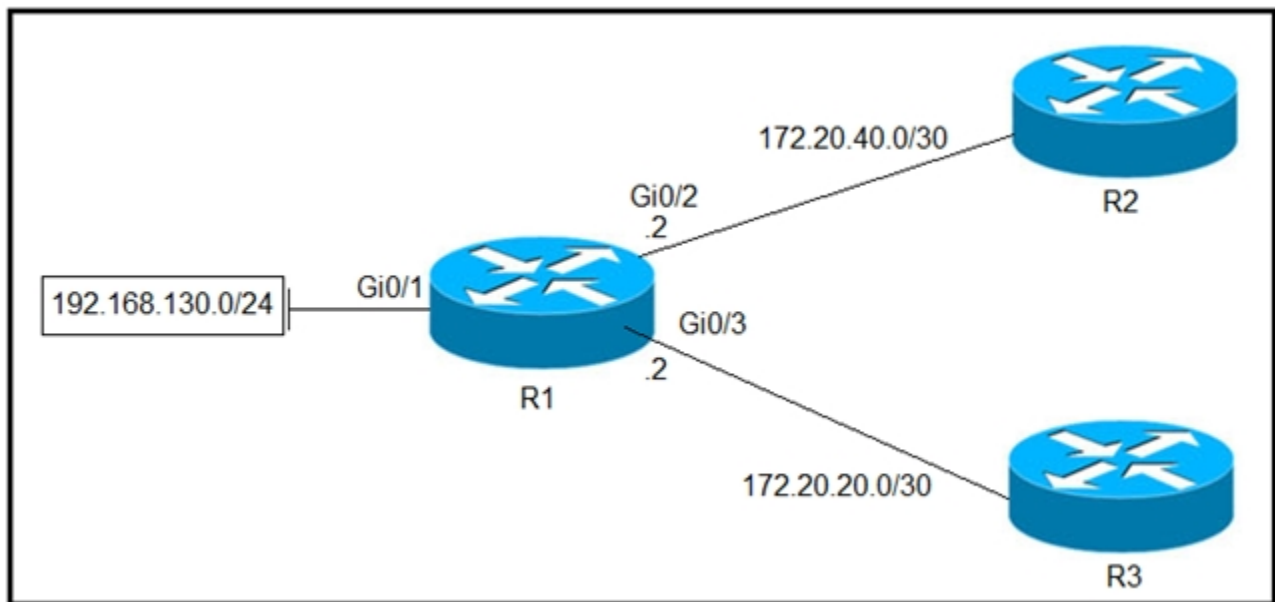 172.20.40.0/30
R2
Gi0/2
.2
192.168.130.0/24
Gi0/1
R1
Gi0/3
.2
172.20.20.0/30
R3